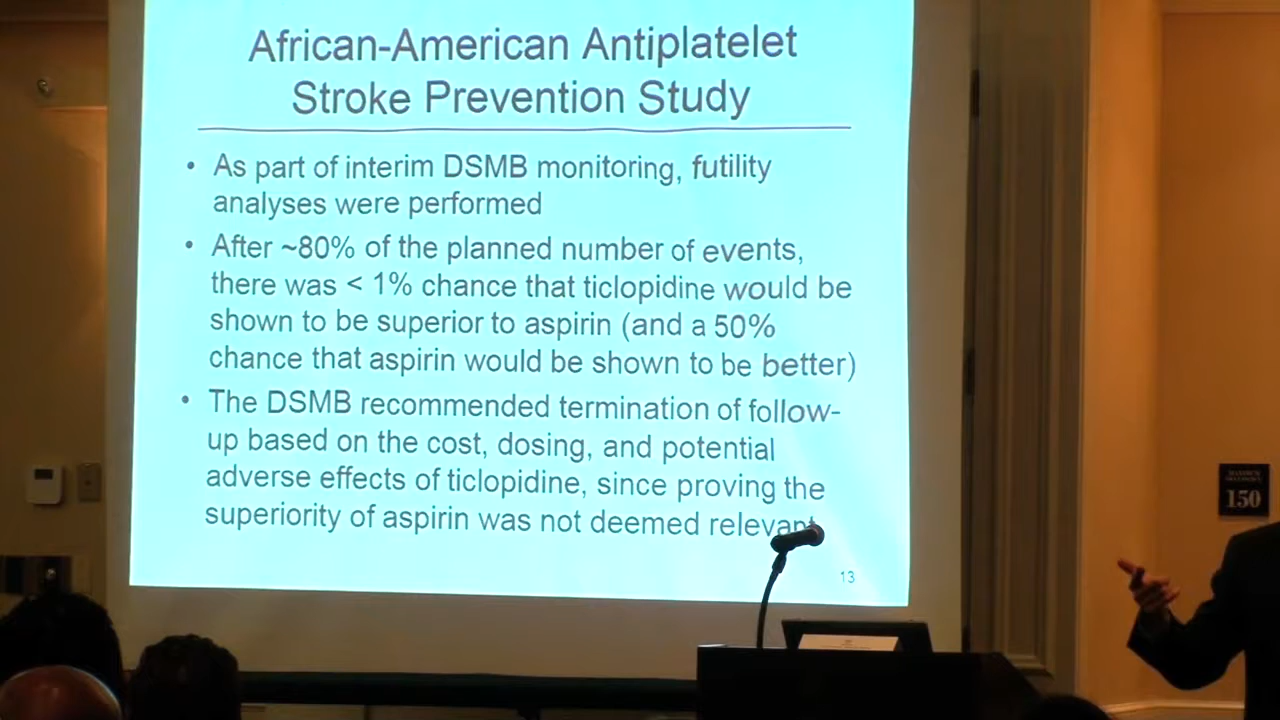 African-American Antiplatelet
Stroke Prevention Study
• As part of interim DSMB monitoring, futility
analyses were performed
• After ~80% of the planned number of events,
there was < 1% chance that ticlopidine would be
shown to be superior to aspirin (and a 50%
chance that aspirin would be shown to be better)
• The DSMB recommended termination of follow-
up based on the cost, dosing, and potential
adverse effects of ticlopidine, since proving the
superiority of aspirin was not deemed relevant
13
150